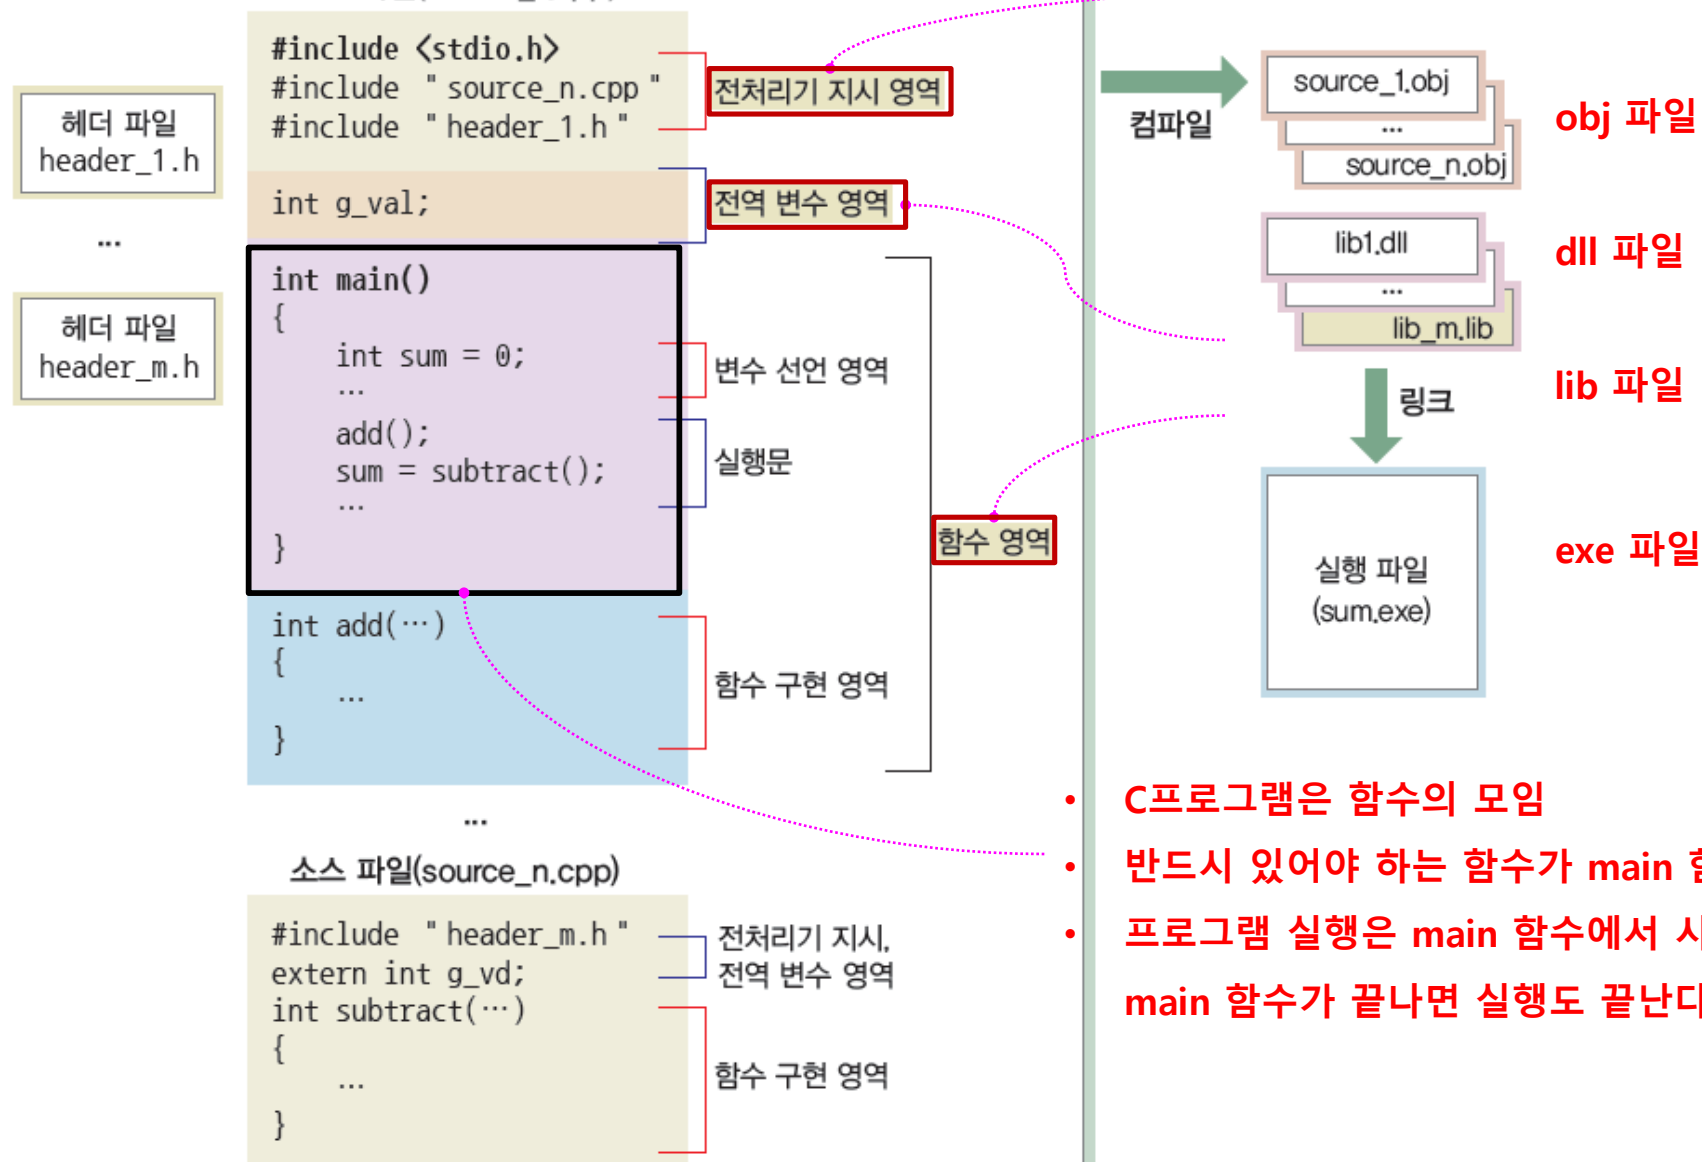 #include <stdio.h>
#include "source_n.cpp"
#include "header_1.h"
전처리기 지시 영역
헤더 파일
header_1.h
...
헤더 파일
header_m.h
int g_val;
전역 변수 영역
int main()
{
int sum = 0;
...
변수 선언 영역
add();
sum = subtract();
...
실행문
}
함수 영역
int add(...)
{
...
}
함수 구현 영역
...
소스 파일(source_n.cpp)
#include "header_m.h"
extern int g_vd;
전처리기 지시,
전역 변수 영역
int subtract(...)
{
...
}
함수 구현 영역
컴파일
source_1.obj
...
source_n.obj
obj 파일
lib1.dll
...
lib_m.lib
dll 파일
lib 파일
링크
실행 파일
(sum.exe)
exe 파일
• C프로그램은 함수의 모임
• 반드시 있어야 하는 함수가 main
• 프로그램 실행은 main 함수에서
main 함수가 끝나면 실행도 끝난다